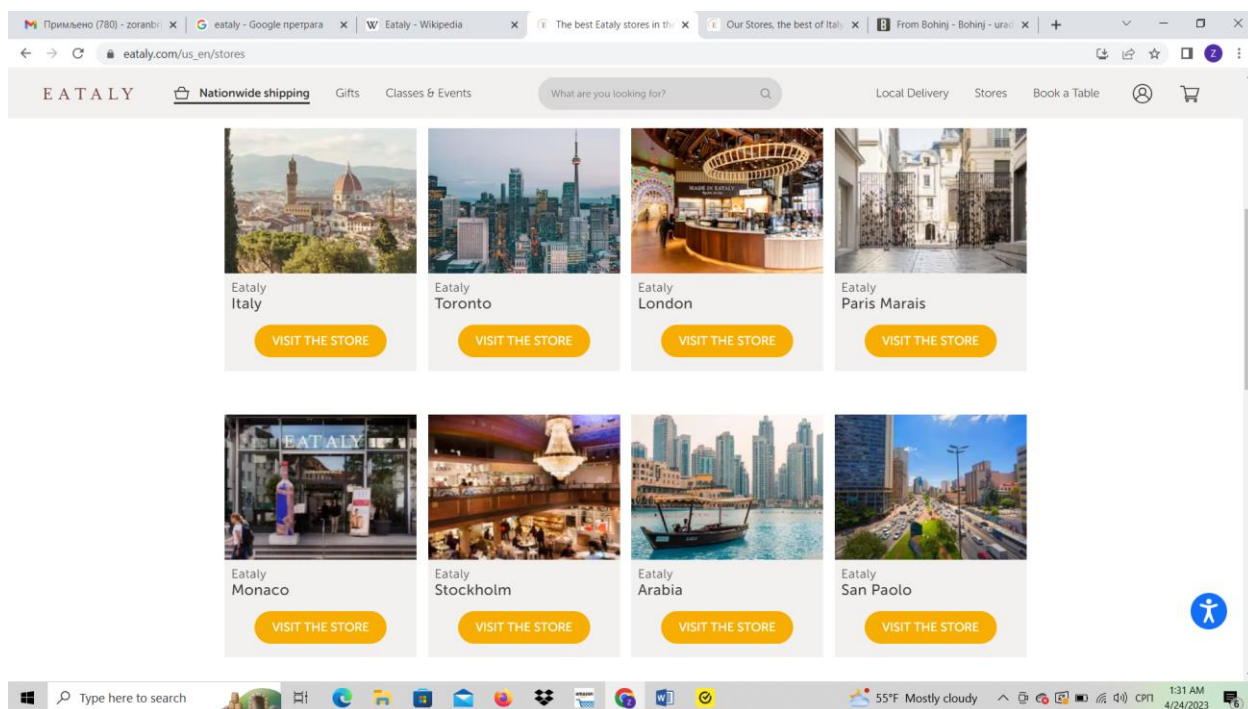 Примљено (780) - zoranbri
eataly - Google претрага
Eataly - Wikipedia
The best Eataly stores in the
Our Stores, the best of Italy
From Bohinj - Bohinj - urad
eataly.com/us_en/stores
Z
EATALY
Nationwide shipping
Gifts
Classes & Events
What are you looking for?
Local Delivery
Stores
Book a Table
MADE IN EATALY
Eataly
Italy
VISIT THE STORE
Eataly
Toronto
VISIT THE STORE
Eataly
London
VISIT THE STORE
Eataly
Paris Marais
VISIT THE STORE
EATALY
Eataly
Monaco
VISIT THE STORE
Eataly
Stockholm
VISIT THE STORE
Eataly
Arabia
VISIT THE STORE
Eataly
San Paolo
VISIT THE STORE
Type here to search
amazon
55°F Mostly cloudy
СРП
1:31 AM
4/24/2023
6